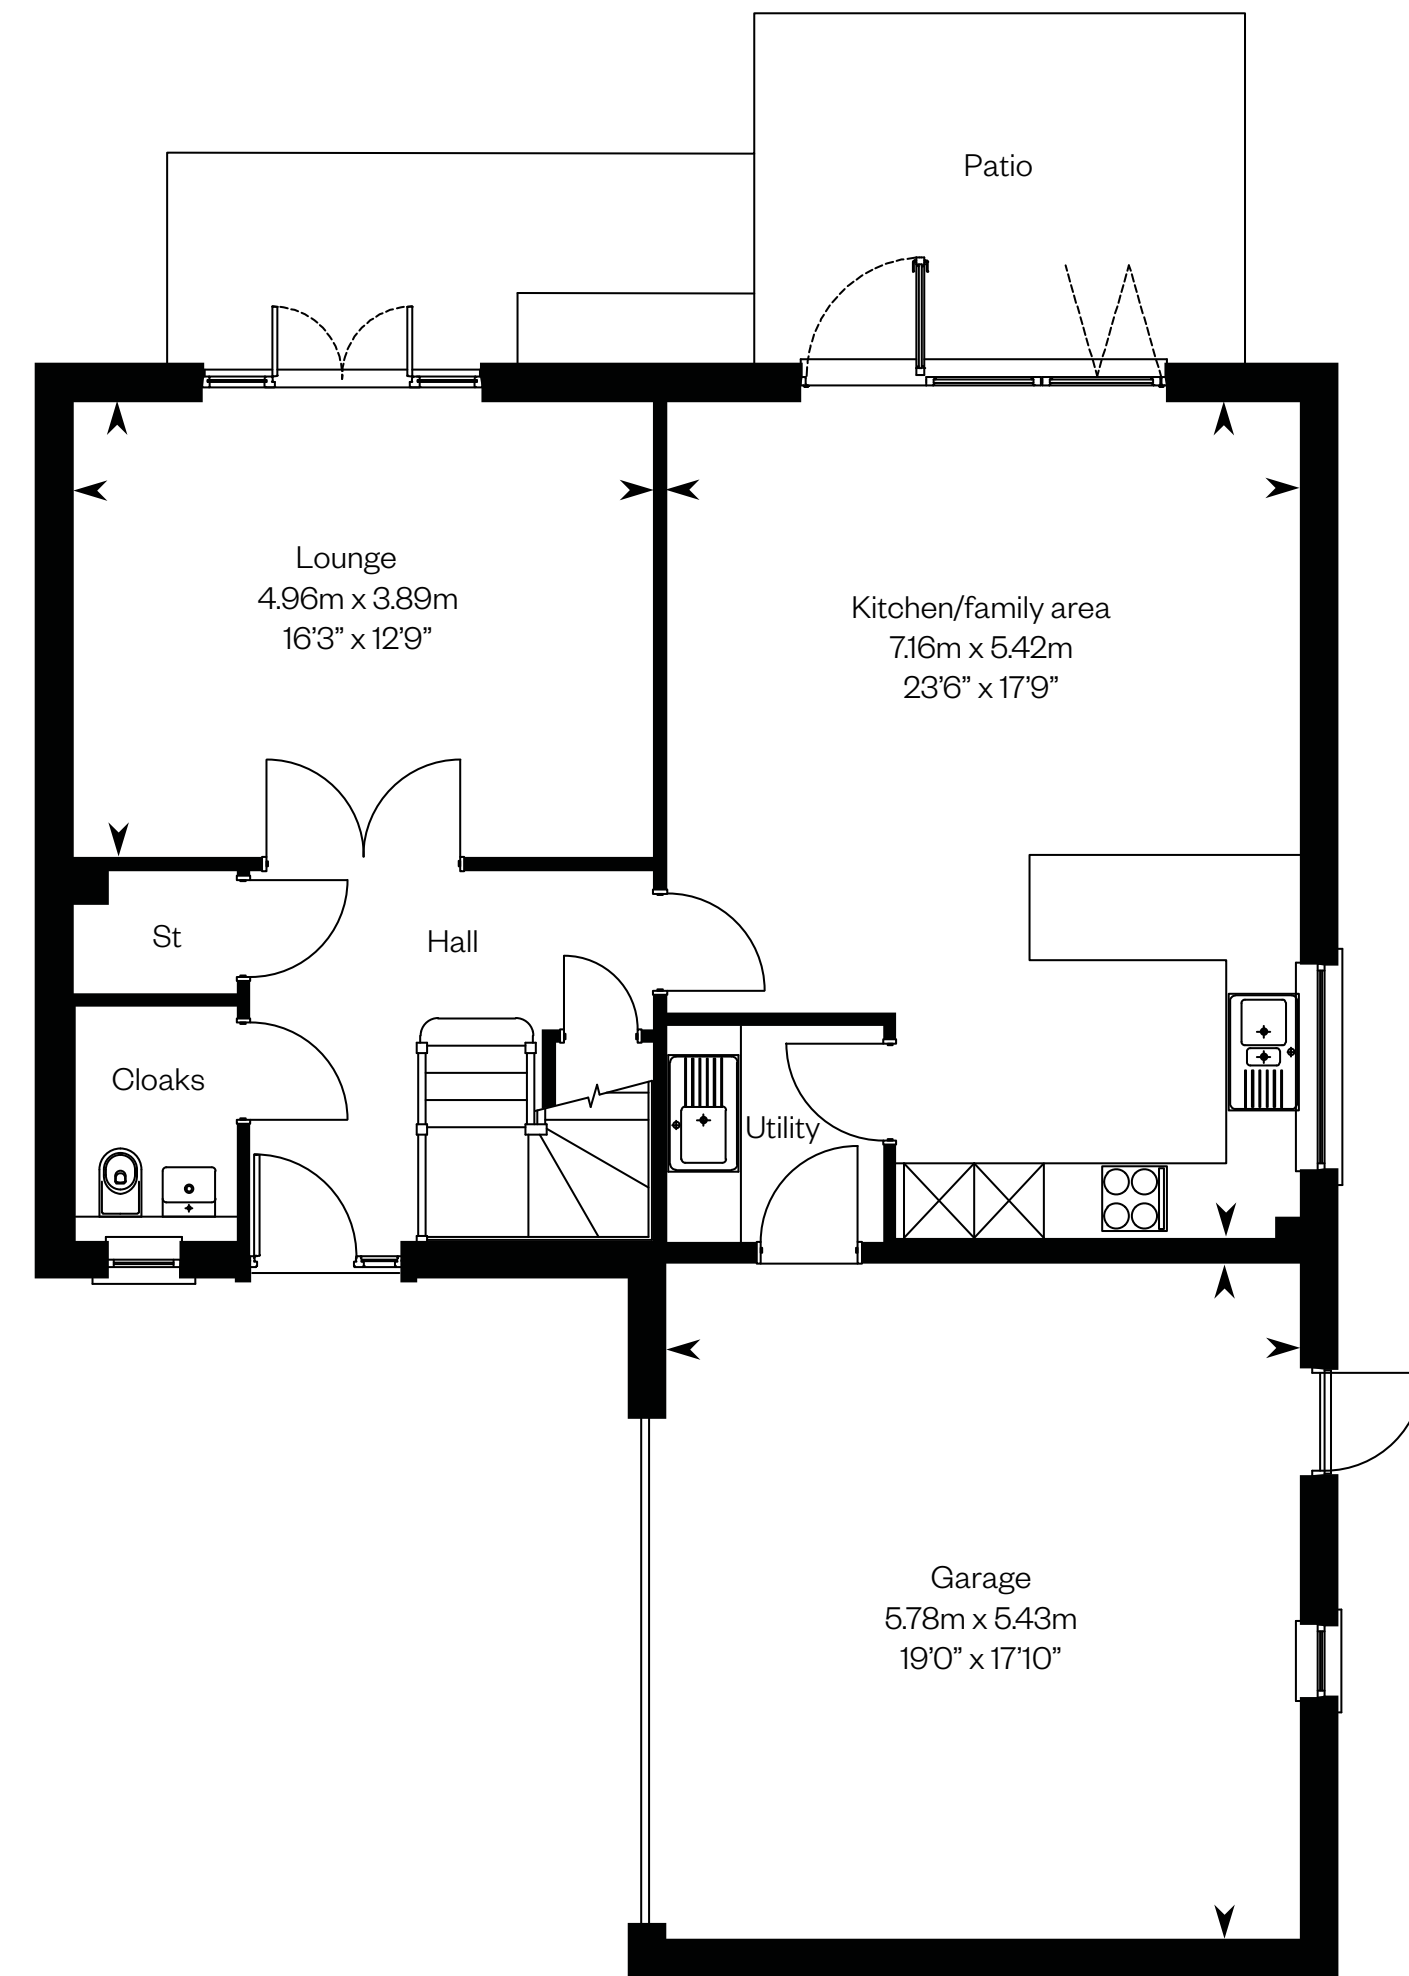 Patio
Lounge
4.96m x 3.89m
16’3” x 12’9”
Kitchen/family area
7.16m x 5.42m
23’6” x 17’9”
St
Hall
Cloaks
Utility
Garage
5.78m x 5.43m
19’0” x 17’10”